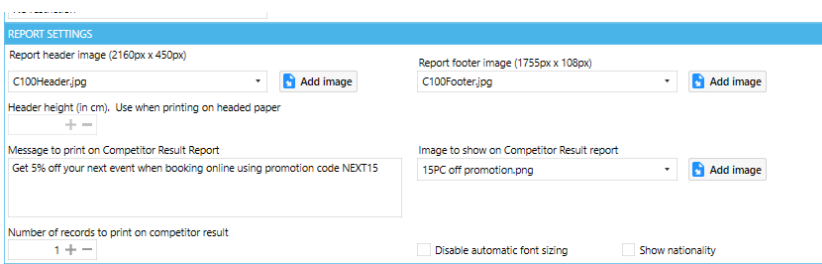 REPORT SETTINGS
Report header image (2160px x 450px)
Report footer image (1755px x 108px)
C100Header.jpg
Add image
C100Footer.jpg
Add image
Header height (in cm).  Use when printing on headed paper
Message to print on Competitor Result Report
Image to show on Competitor Result report
Get 5% off your next event when booking online using promotion code NEXT15
15PC off promotion.png
Add image
Number of records to print on competitor result
1
Disable automatic font sizing
Show nationality